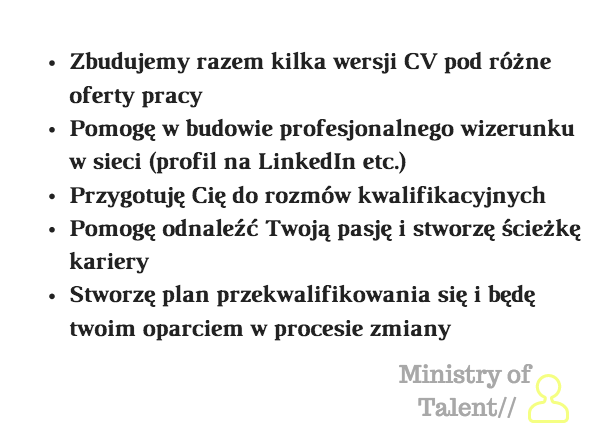 • Zbudujemy razem kilka wersji CV pod różne
oferty pracy
• Pomogę w budowie profesjonalnego wizerunku
w sieci (profil na LinkedIn etc.)
• Przygotuję Cię do rozmów kwalifikacyjnych
• Pomogę odnaleźć Twoją pasję i stworzę ścieżkę
kariery
• Stworzę plan przekwalifikowania się i będę
twoim oparciem w procesie zmiany
Ministry of
Talent//